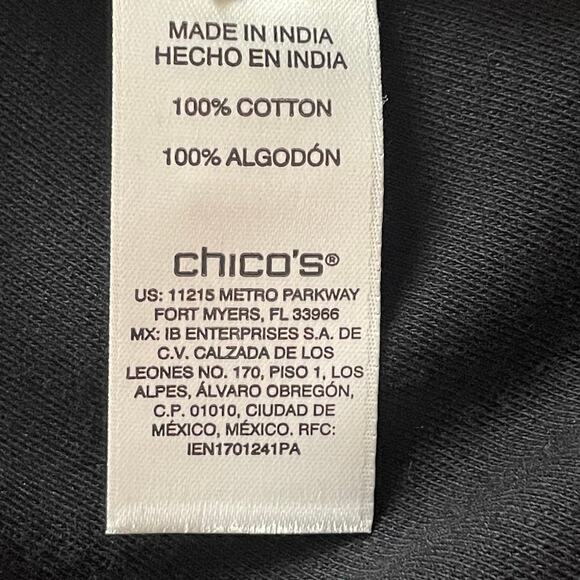 MADE IN INDIA
HECHO EN INDIA
100% COTTON
100% ALGODÓN
chico's®
US: 11215 METRO PARKWAY
FORT MYERS, FL 33966
MX: IB ENTERPRISES S.A. DE
C.V. CALZADA DE LOS
LEONES NO. 170, PISO 1, LOS
ALPES, ÁLVARO OBREGÓN,
C.P. 01010, CIUDAD DE
MÉXICO, MÉXICO. RFC:
IEN1701241PA